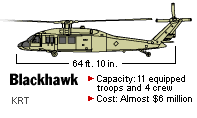 64 ft. 10 in.
Blackhawk
Capacity: 11 equipped
troops and 4 crew
Cost: Almost $6 million
KRT